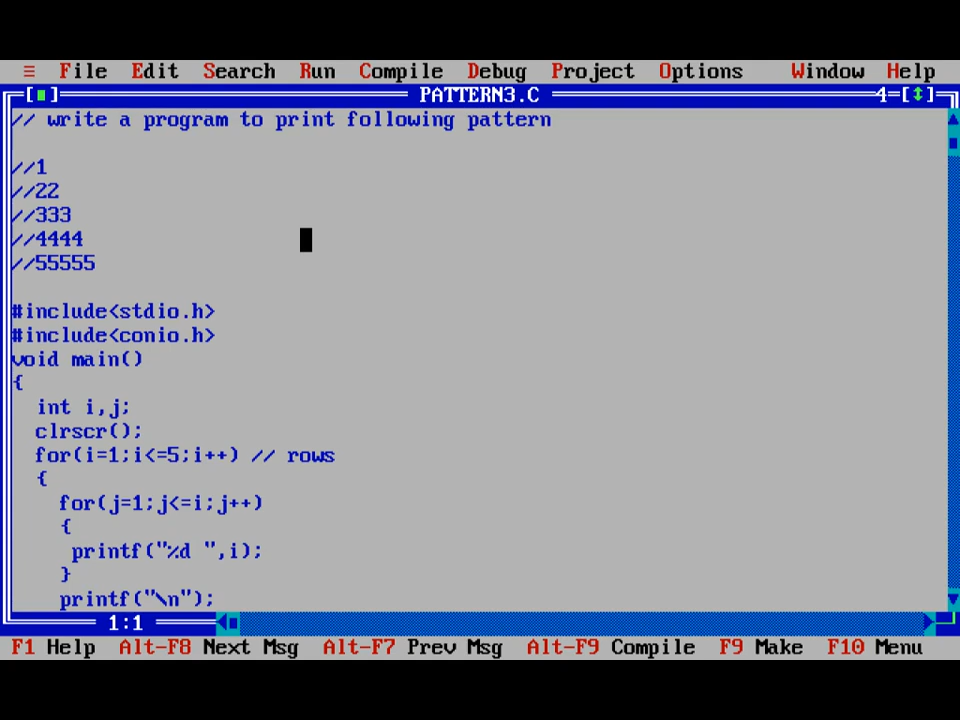 ≡ File Edit Search Run Compile Debug Project Options Window Help
[■] PATTERN3.C 4=[↕]
// write a program to print following pattern
//1
//22
//333
//4444
//55555
#include<stdio.h>
#include<conio.h>
void main()
{
int i,j;
clrscr();
for(i=1;i<=5;i++) // rows
{
for(j=1;j<=i;j++)
{
printf("%d ",i);
}
printf("\n");
1:1
F1 Help Alt-F8 Next Msg Alt-F7 Prev Msg Alt-F9 Compile F9 Make F10 Menu